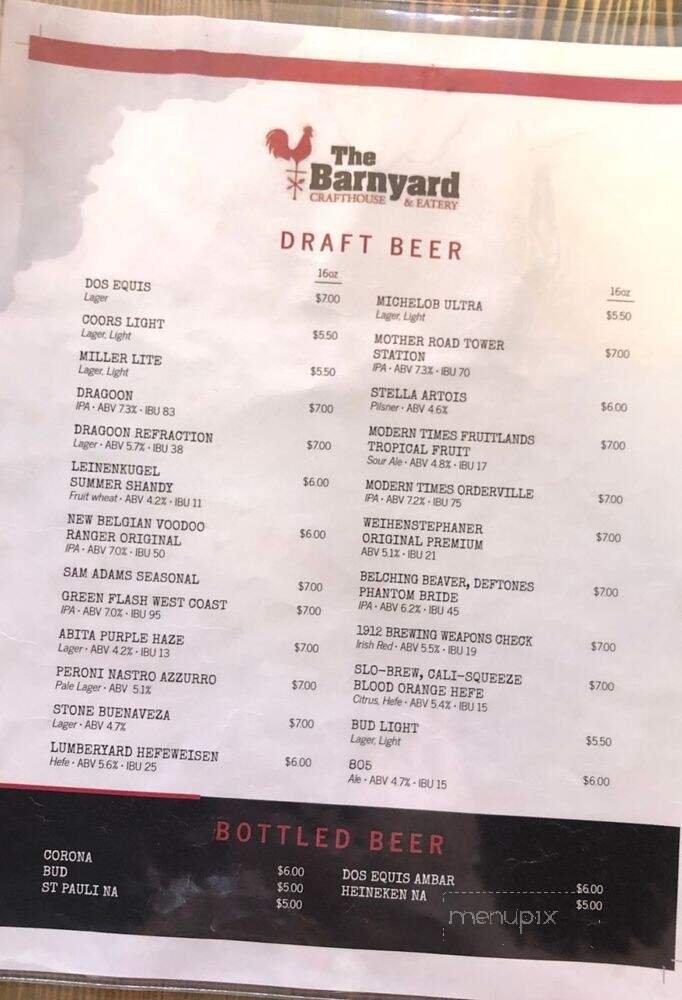 The
Barnyard
CRAFTHOUSE & EATERY
DRAFT BEER
16oz
DOS EQUIS
Lager
$7.00
COORS LIGHT
Lager, Light
$5.50
MILLER LITE
Lager, Light
$5.50
DRAGOON
IPA · ABV 7.3% · IBU 83
$7.00
DRAGOON REFRACTION
Lager · ABV 5.7% · IBU 38
$7.00
LEINENKUGEL
SUMMER SHANDY
Fruit wheat · ABV 4.2% · IBU 11
$6.00
NEW BELGIAN VOODOO
RANGER ORIGINAL
IPA · ABV 7.0% · IBU 50
$6.00
SAM ADAMS SEASONAL
$7.00
GREEN FLASH WEST COAST
IPA · ABV 7.0% · IBU 95
$7.00
ABITA PURPLE HAZE
Lager · ABV 4.2% · IBU 13
$7.00
PERONI NASTRO AZZURRO
Pale Lager · ABV 5.1%
$7.00
STONE BUENAVEZA
Lager · ABV 4.7%
$7.00
LUMBERYARD HEFEWEISEN
Hefe · ABV 5.6% · IBU 25
$6.00
16oz
MICHELOB ULTRA
Lager, Light
$5.50
MOTHER ROAD TOWER
STATION
IPA · ABV 7.3% · IBU 70
$7.00
STELLA ARTOIS
Pilsner · ABV 4.6%
$6.00
MODERN TIMES FRUITLANDS
TROPICAL FRUIT
Sour Ale · ABV 4.8% · IBU 17
$7.00
MODERN TIMES ORDERVILLE
IPA · ABV 7.2% · IBU 75
$7.00
WEIHENSTEPHANER
ORIGINAL PREMIUM
ABV 5.1% · IBU 21
$7.00
BELCHING BEAVER, DEFTONES
PHANTOM BRIDE
IPA · ABV 6.2% · IBU 45
$7.00
1912 BREWING WEAPONS CHECK
Irish Red · ABV 5.5% · IBU 19
$7.00
SLO-BREW, CALI-SQUEEZE
BLOOD ORANGE HEFE
Citrus, Hefe · ABV 5.4% · IBU 15
$7.00
BUD LIGHT
Lager, Light
$5.50
805
Ale · ABV 4.7% · IBU 15
$6.00
BOTTLED BEER
CORONA $6.00
BUD $5.00
ST PAULI NA $5.00
DOS EQUIS AMBAR $6.00
HEINEKEN NA $5.00
menupix